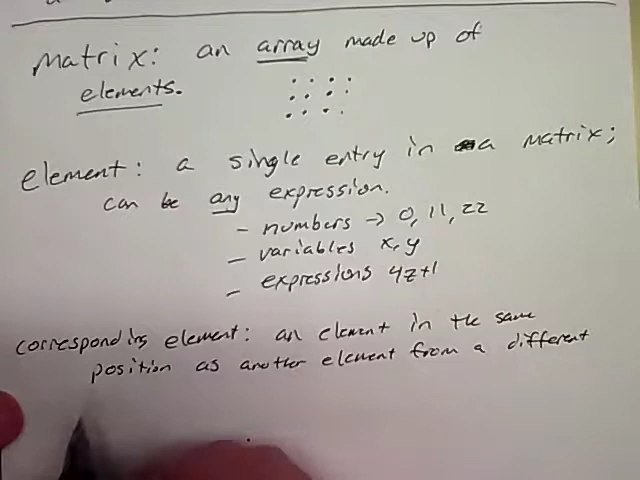 matrix: an array made up of
elements.
element: a single entry in a matrix;
can be any expression.
- numbers → 0, 11, 22
- variables x, y
- expressions 4z+1
-
corresponding element: an element in the same
position as another element from a different